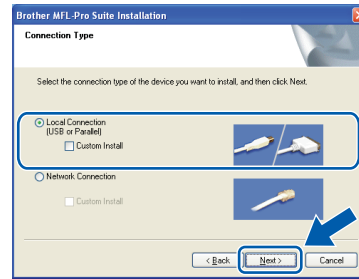 Brother MFL-Pro Suite Installation
Connection Type
Select the connection type of the device you want to install, and then click Next.
Local Connection
(USB or Parallel)
Custom Install
Network Connection
Custom Install
< Back
Next >
Cancel